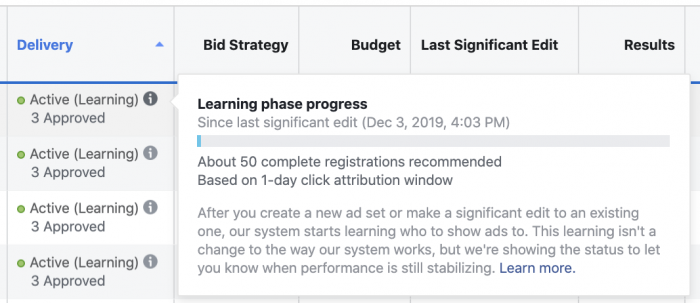 Delivery Bid Strategy Budget Last Significant Edit Results
Active (Learning)
3 Approved
Active (Learning)
3 Approved
Active (Learning)
3 Approved
Active (Learning)
3 Approved
Learning phase progress
Since last significant edit (Dec 3, 2019, 4:03 PM)
About 50 complete registrations recommended
Based on 1-day click attribution window
After you create a new ad set or make a significant edit to an existing
one, our system starts learning who to show ads to. This learning isn't a
change to the way our system works, but we're showing the status to let
you know when performance is still stabilizing. Learn more.